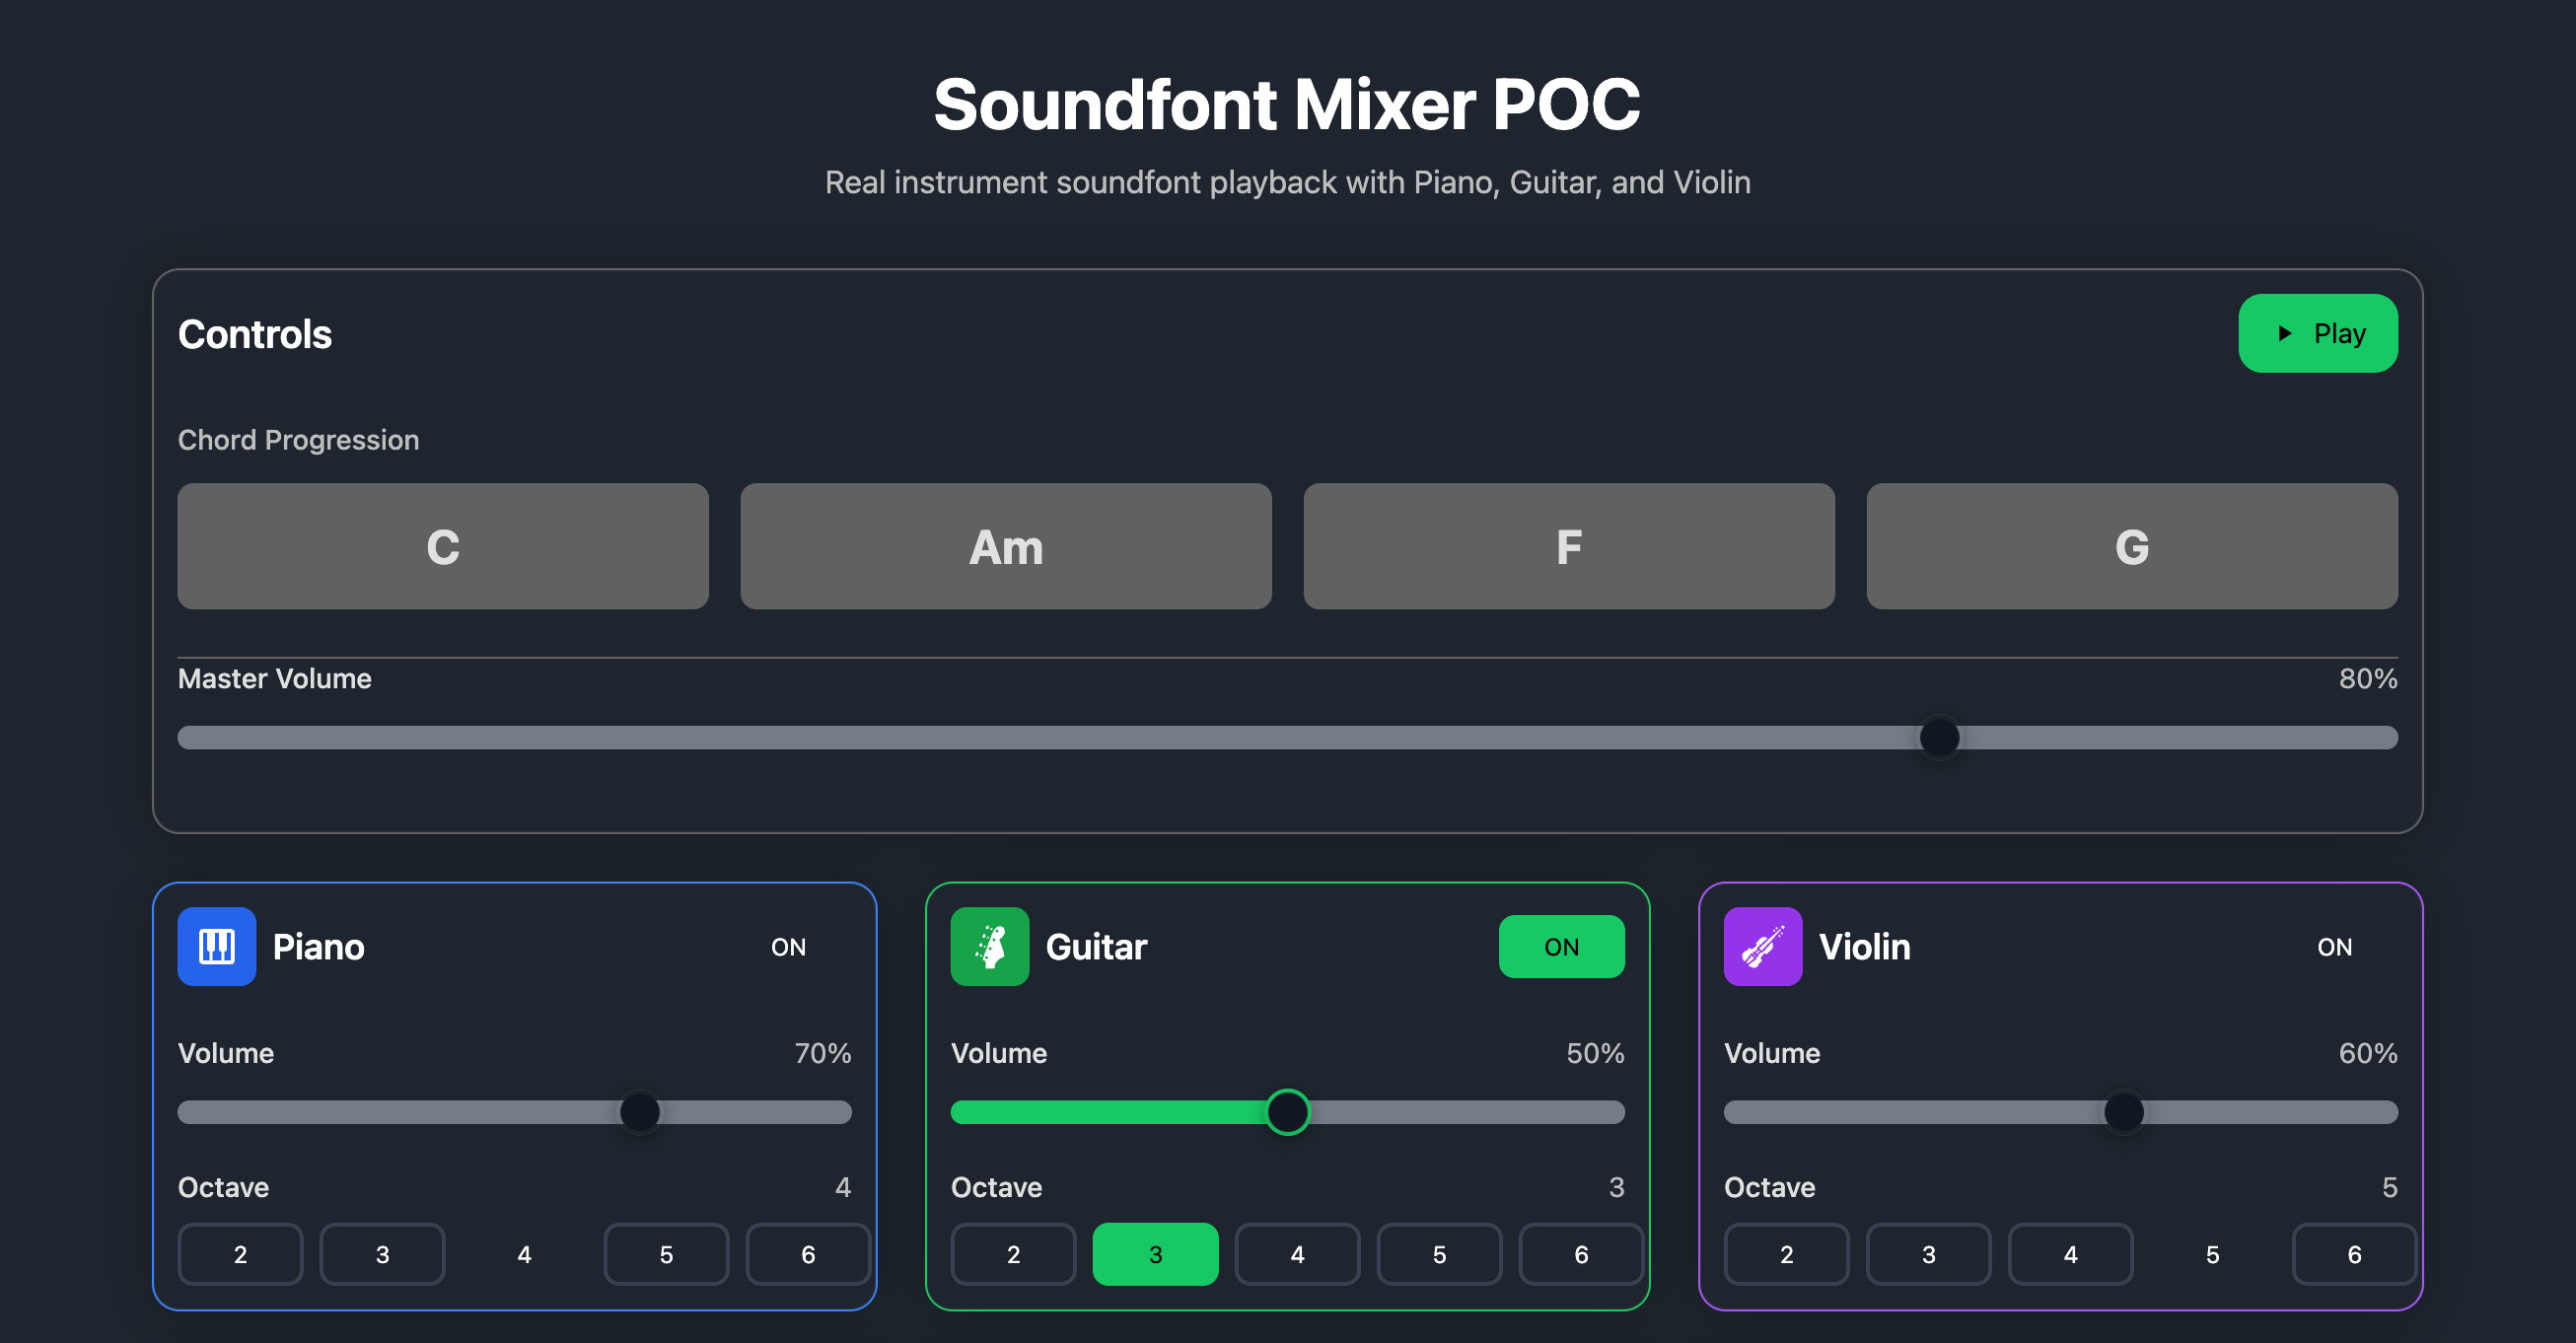 Soundfont Mixer POC
Real instrument soundfont playback with Piano, Guitar, and Violin
Controls
Play
Chord Progression
C Am F G
Master Volume 80%
Piano ON
Volume 70%
Octave 4
2 3 4 5 6
Guitar ON
Volume 50%
Octave 3
2 3 4 5 6
Violin ON
Volume 60%
Octave 5
2 3 4 5 6